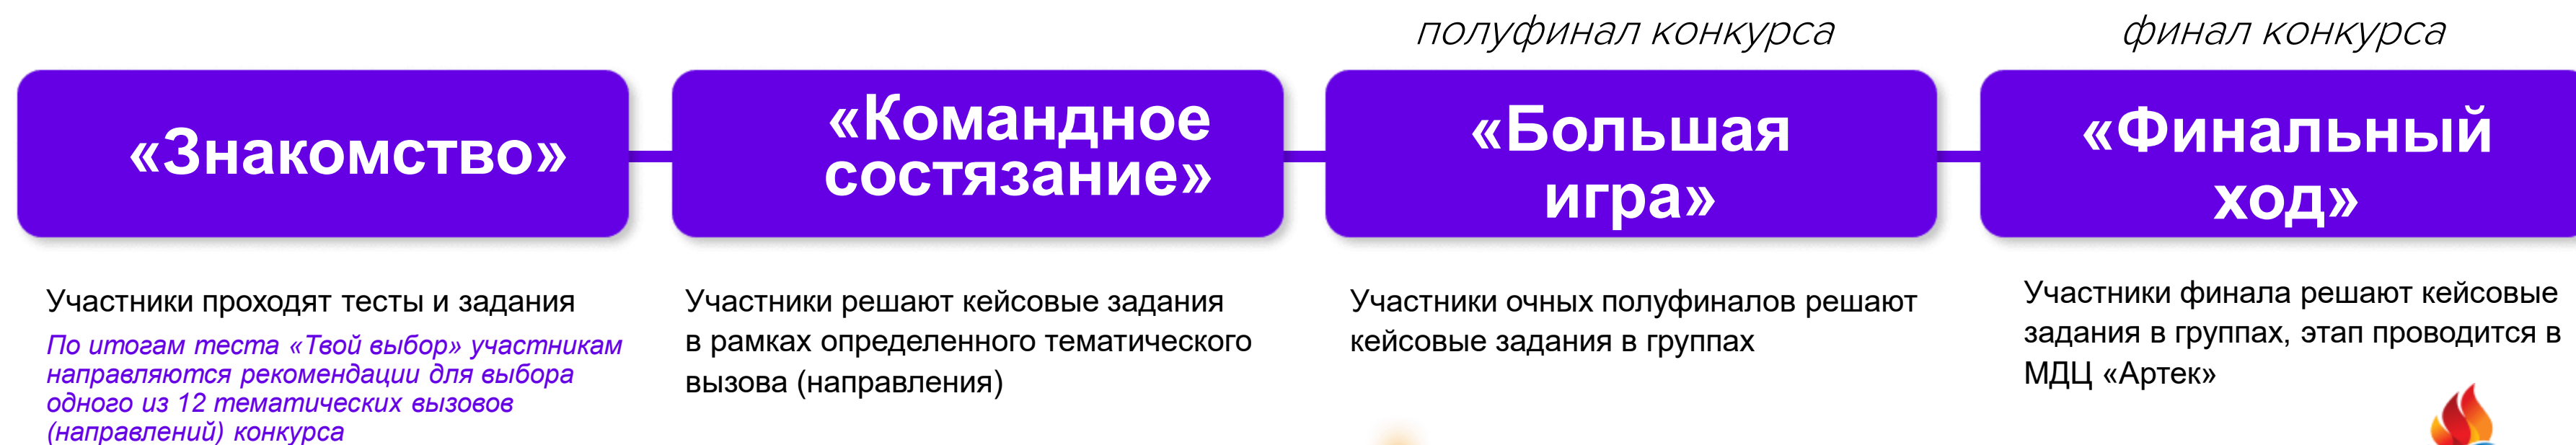 полуфинал конкурса
финал конкурса
«Знакомство»
«Командное
состязание»
«Большая
игра»
«Финальный
ход»
Участники проходят тесты и задания
По итогам теста «Твой выбор» участникам
направляются рекомендации для выбора
одного из 12 тематических вызовов
(направлений) конкурса
Участники решают кейсовые задания
в рамках определенного тематического
вызова (направления)
Участники очных полуфиналов решают
кейсовые задания в группах
Участники финала решают кейсовые
задания в группах, этап проводится в
МДЦ «Артек»